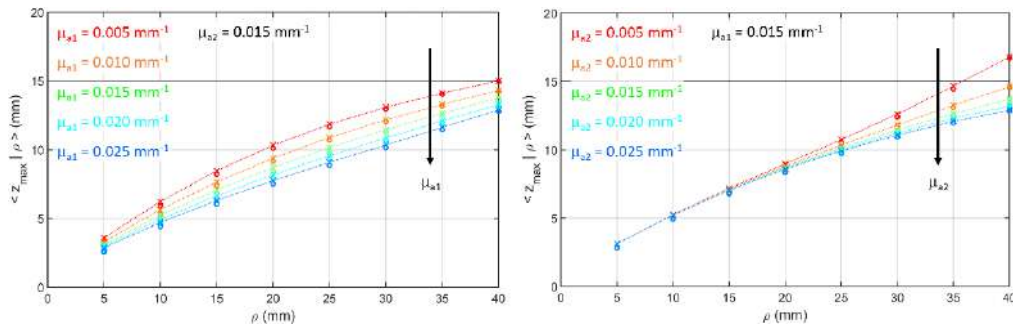 μa1 = 0.005 mm-1
μa2 = 0.015 mm-1
μa1 = 0.010 mm-1
μa1 = 0.015 mm-1
μa1 = 0.020 mm-1
μa1 = 0.025 mm-1
μa1
20
15
10
5
0
< zmax | ρ > (mm)
0 5 10 15 20 25 30 35 40
ρ (mm)
μa2 = 0.005 mm-1
μa1 = 0.015 mm-1
μa2 = 0.010 mm-1
μa2 = 0.015 mm-1
μa2 = 0.020 mm-1
μa2 = 0.025 mm-1
μa2
20
15
10
5
0
< zmax | ρ > (mm)
0 5 10 15 20 25 30 35 40
ρ (mm)